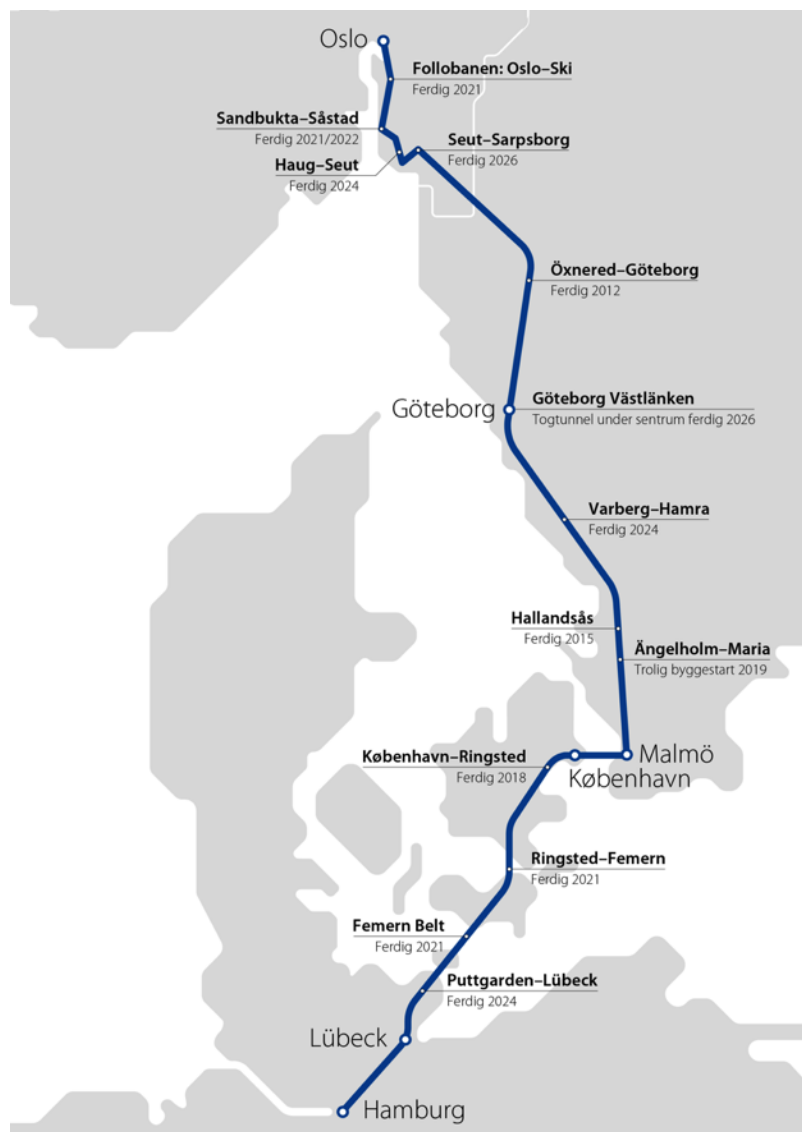 Oslo
Follobanen: Oslo–Ski
Ferdig 2021
Sandbukta–Såstad
Ferdig 2021/2022
Seut–Sarpsborg
Ferdig 2026
Haug–Seut
Ferdig 2024
Öxnered–Göteborg
Ferdig 2012
Göteborg
Göteborg Västlänken
Togtunnel under sentrum ferdig 2026
Varberg–Hamra
Ferdig 2024
Hallandsås
Ferdig 2015
Ängelholm–Maria
Trolig byggestart 2019
København–Ringsted
Ferdig 2018
Malmö
København
Ringsted–Femern
Ferdig 2021
Femern Belt
Ferdig 2021
Puttgarden–Lübeck
Ferdig 2024
Lübeck
Hamburg